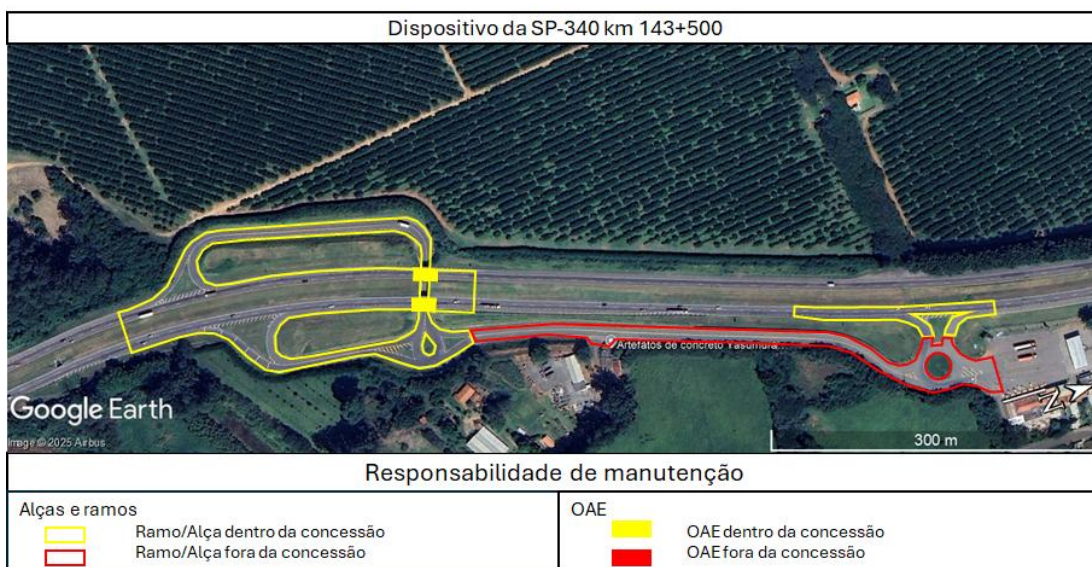 Dispositivo da SP-340 km 143+500
Artefatos de concreto Yasumura...
Google Earth
Image © 2025 Airbus
300 m
Z
Responsabilidade de manutenção
Alças e ramos
Ramo/Alça dentro da concessão
Ramo/Alça fora da concessão
OAE
OAE dentro da concessão
OAE fora da concessão